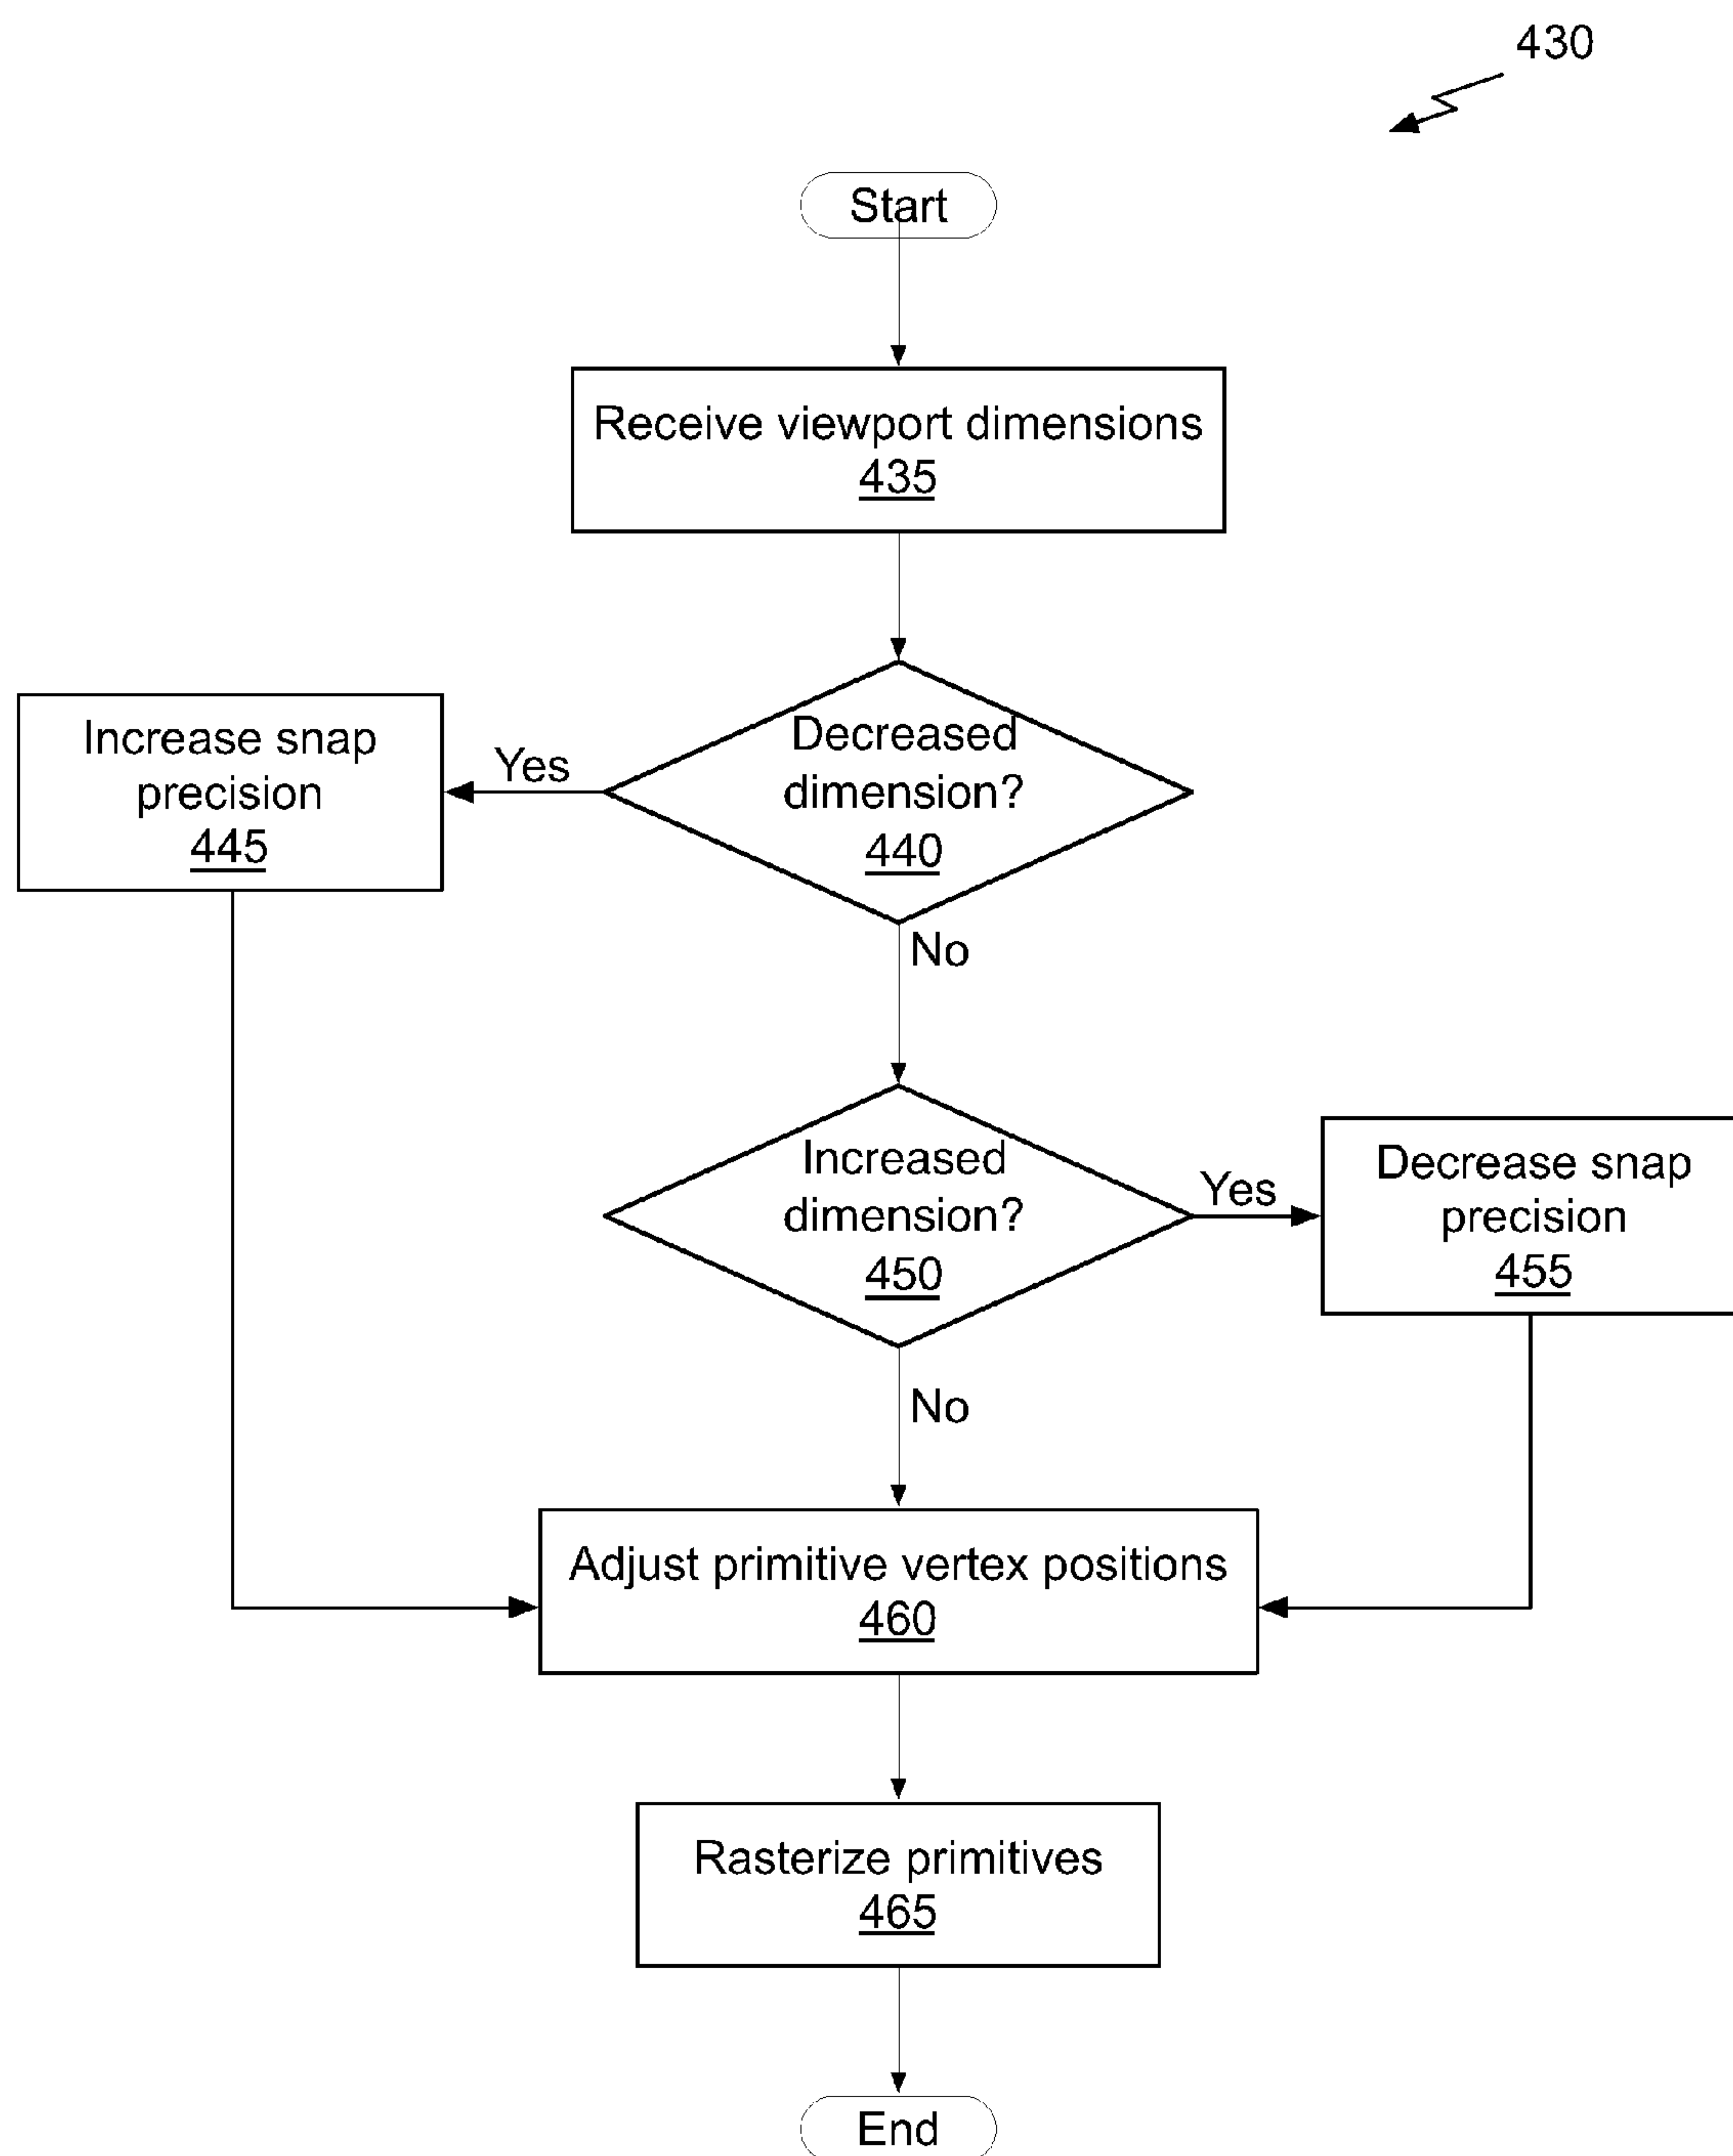 430
Start
Receive viewport dimensions
435
Decreased
dimension?
440
Yes
Increase snap
precision
445
No
Increased
dimension?
450
Yes
Decrease snap
precision
455
No
Adjust primitive vertex positions
460
Rasterize primitives
465
End